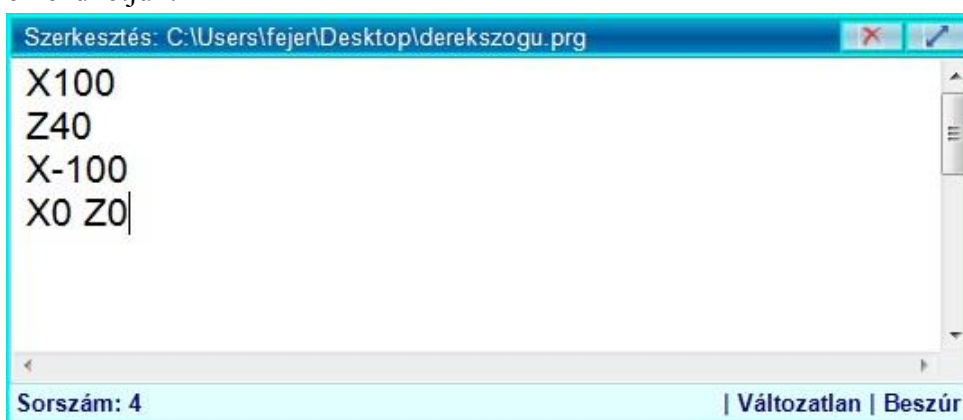 Szerkesztés: C:\Users\fejer\Desktop\derekszogu.prg
X100
Z40
X-100
X0 Z0
Sorszám: 4 | Változatlan | Beszúr